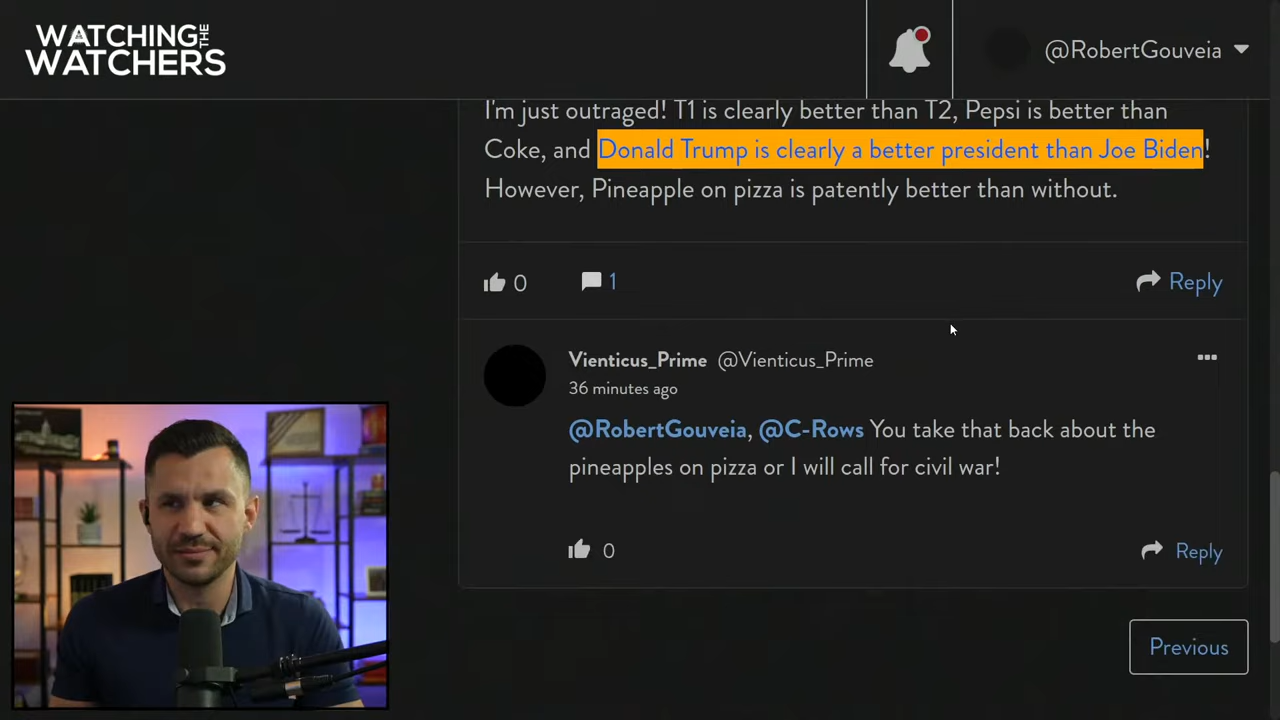 WATCHING THE
WATCHERS
@RobertGouveia
I'm just outraged! T1 is clearly better than T2, Pepsi is better than
Coke, and Donald Trump is clearly a better president than Joe Biden!
However, Pineapple on pizza is patently better than without.
0 1 Reply
Vienticus_Prime @Vienticus_Prime
36 minutes ago
@RobertGouveia, @C-Rows You take that back about the
pineapples on pizza or I will call for civil war!
0 Reply
Previous